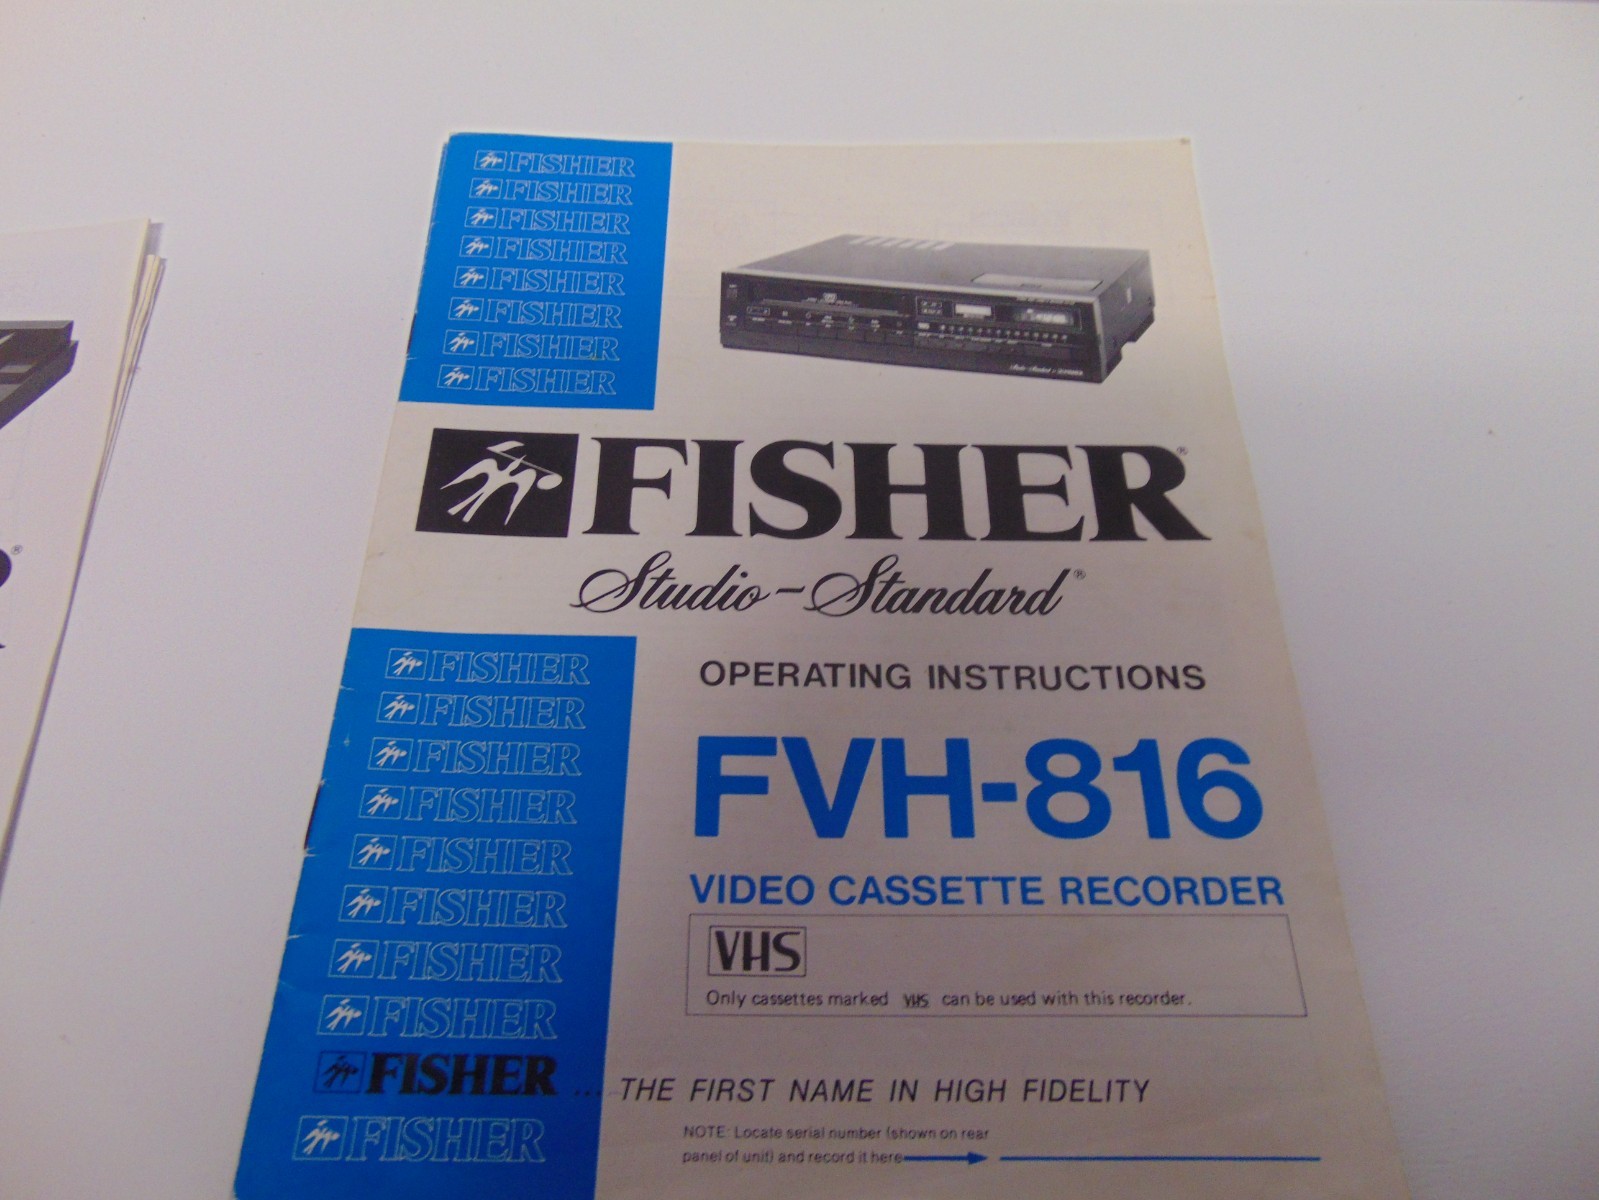 FISHER
FISHER
FISHER
FISHER
FISHER
FISHER
FISHER
FISHER
FISHER®
Studio-Standard®
OPERATING INSTRUCTIONS
FVH-816
VIDEO CASSETTE RECORDER
VHS
Only cassettes marked VHS can be used with this recorder.
FISHER
FISHER
FISHER
FISHER
FISHER
FISHER
FISHER
FISHER
FISHER ... THE FIRST NAME IN HIGH FIDELITY
FISHER
NOTE: Locate serial number (shown on rear
panel of unit) and record it here